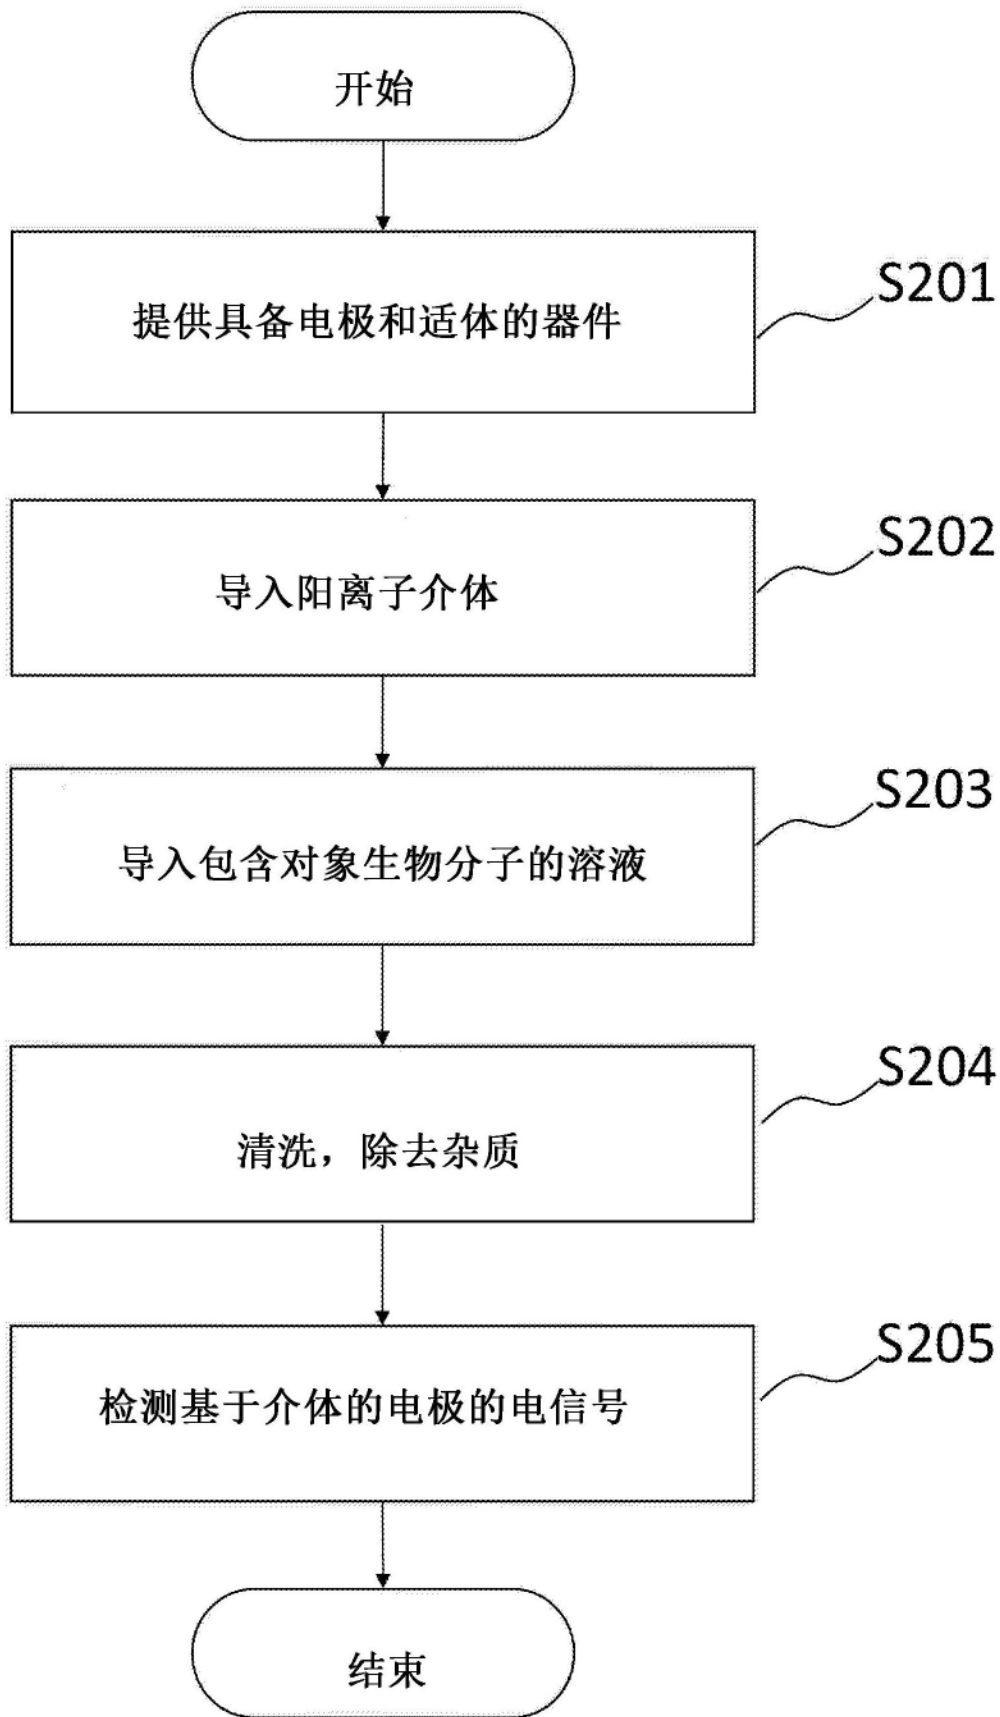 开始
S201
提供具备电极和适体的器件
S202
导入阳离子介体
S203
导入包含对象生物分子的溶液
S204
清洗，除去杂质
S205
检测基于介体的电极的电信号
结束